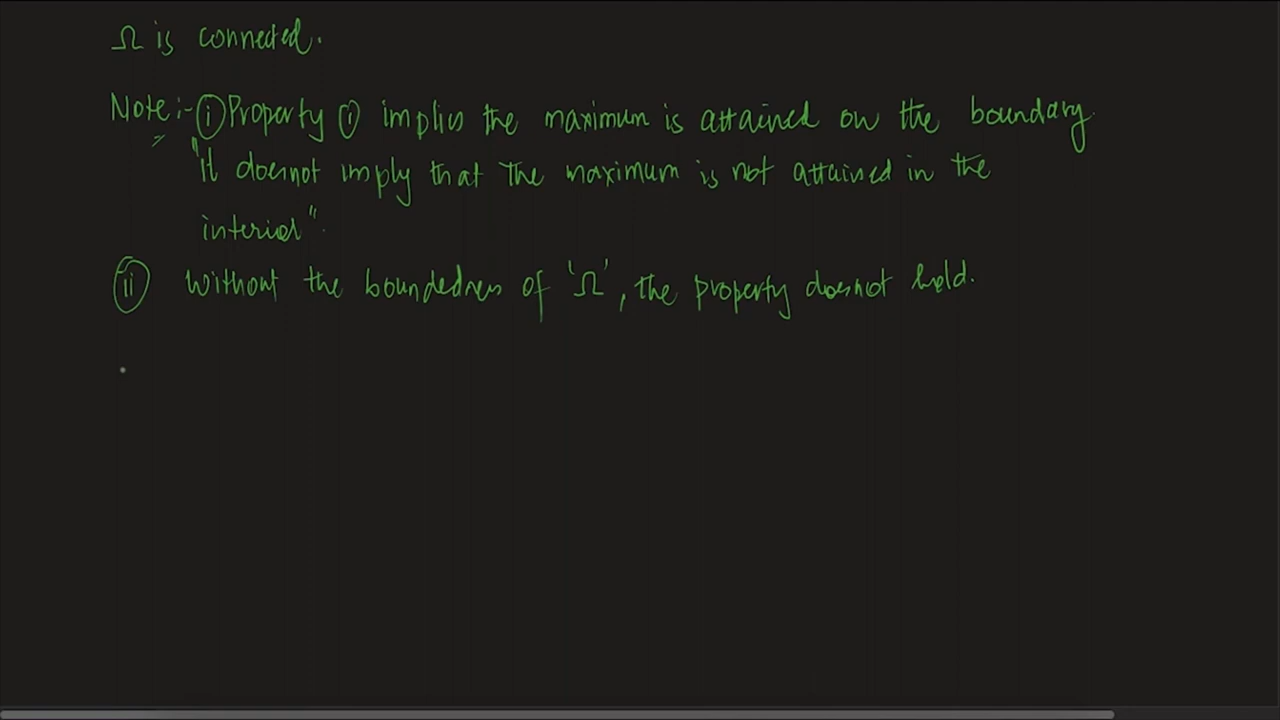 Ω is connected.
Note:- (i) Property (1) implies the maximum is attained on the boundary.
"It doesnot imply that the maximum is not attained in the
interior".
(ii) Without the boundedness of 'Ω', the property doesnot hold.